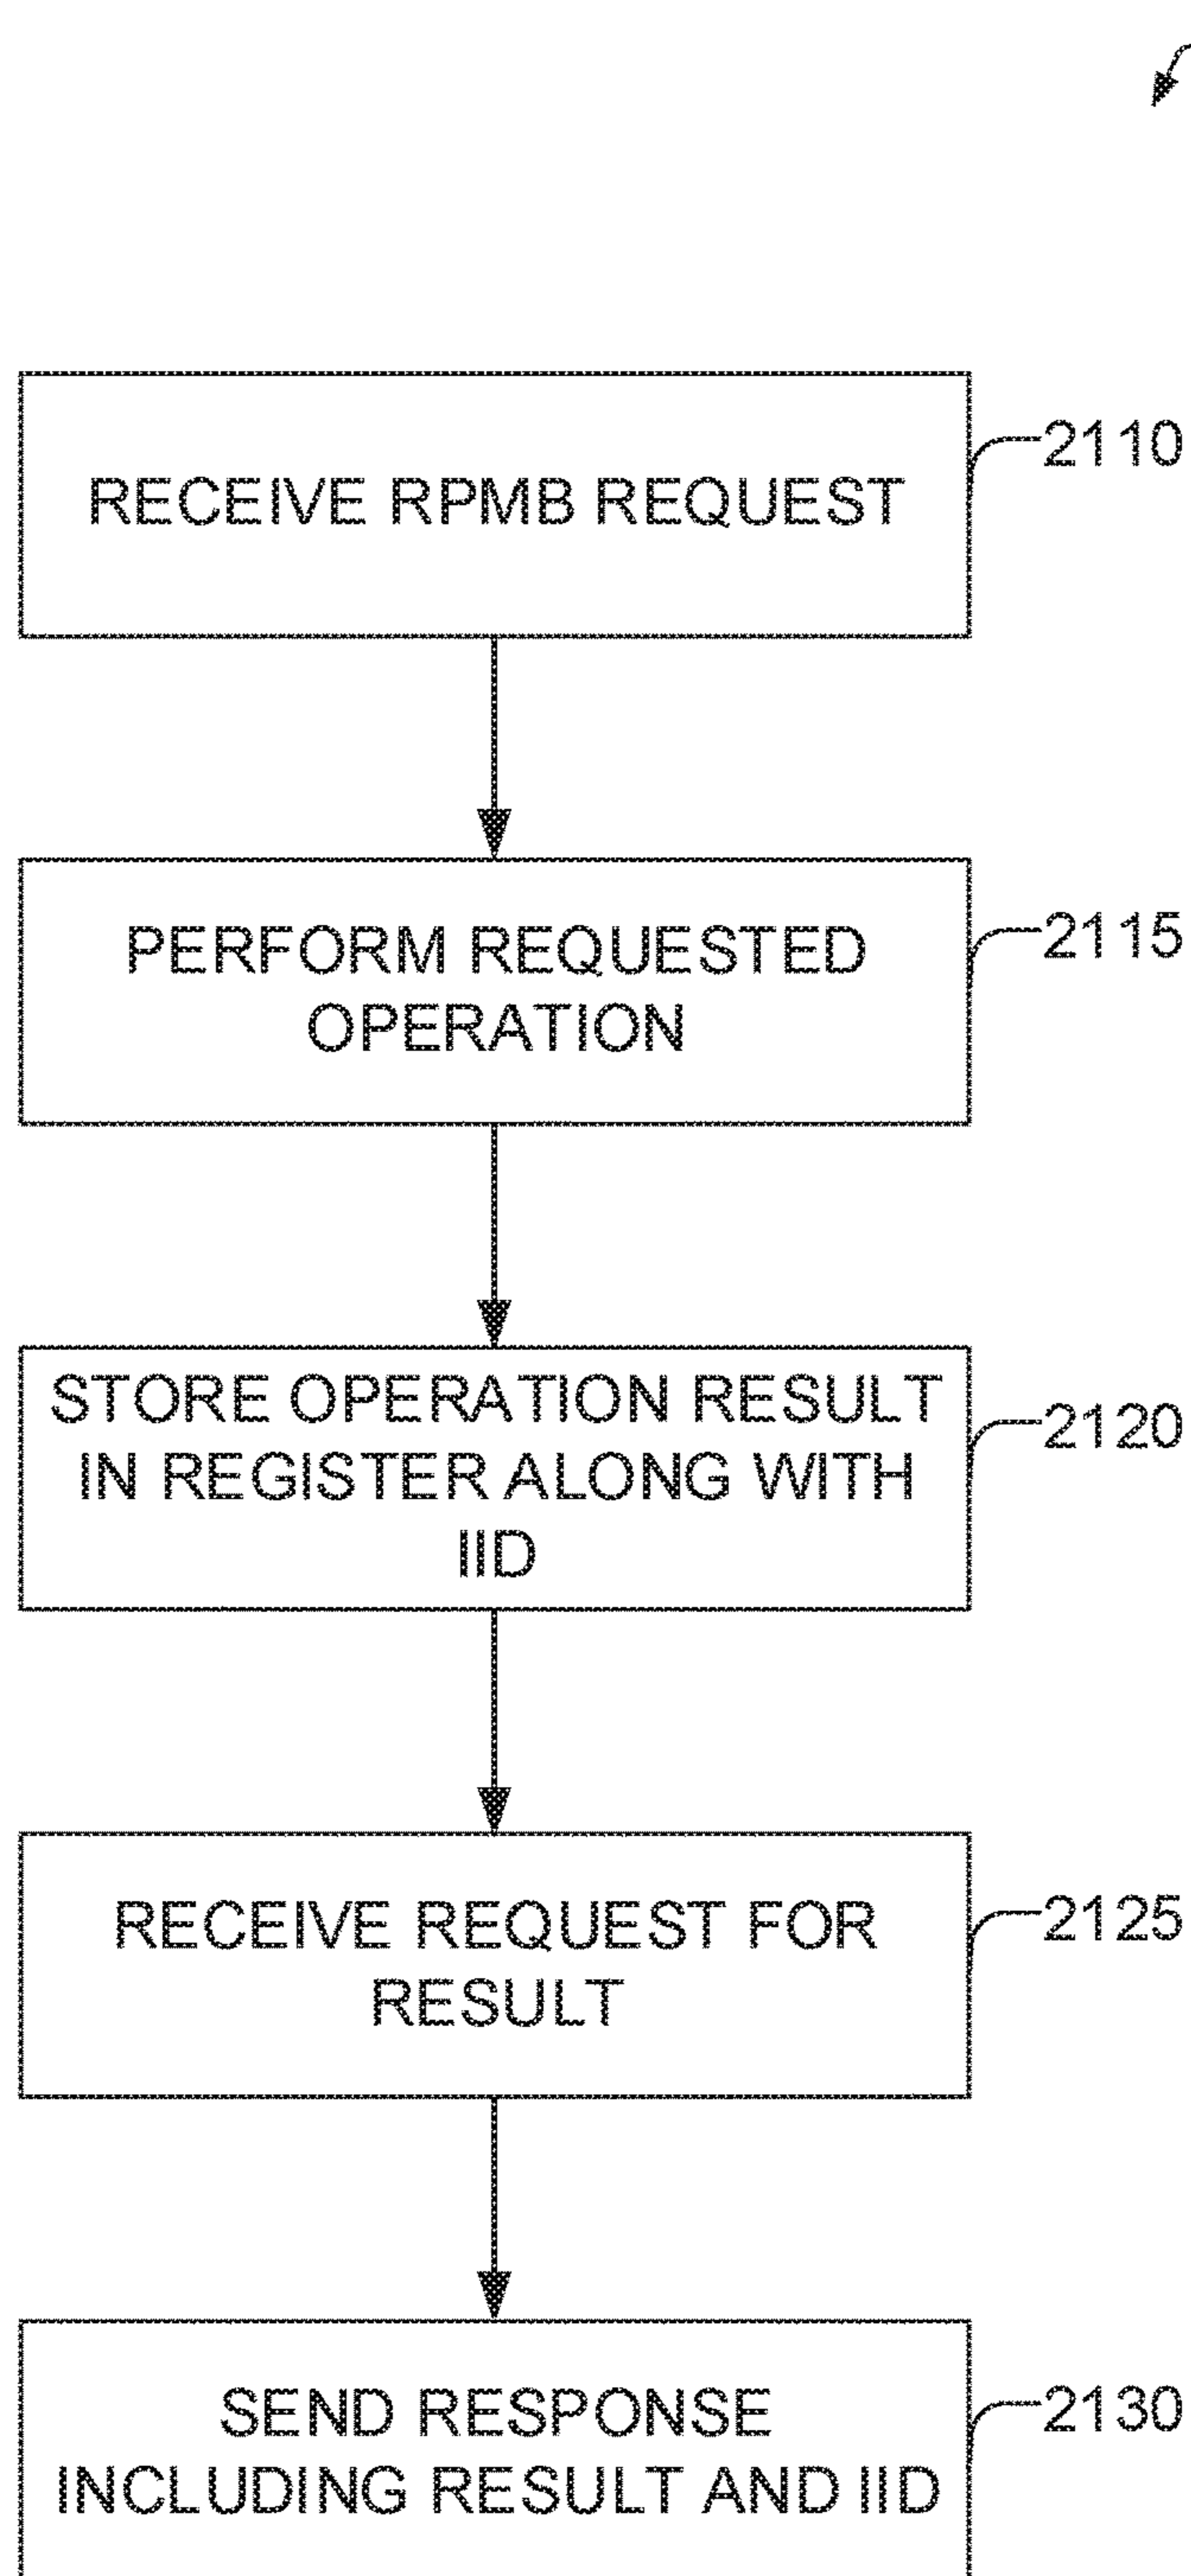 RECEIVE RPMB REQUEST
2110
PERFORM REQUESTED
OPERATION
2115
STORE OPERATION RESULT
IN REGISTER ALONG WITH
IID
2120
RECEIVE REQUEST FOR
RESULT
2125
SEND RESPONSE
INCLUDING RESULT AND IID
2130